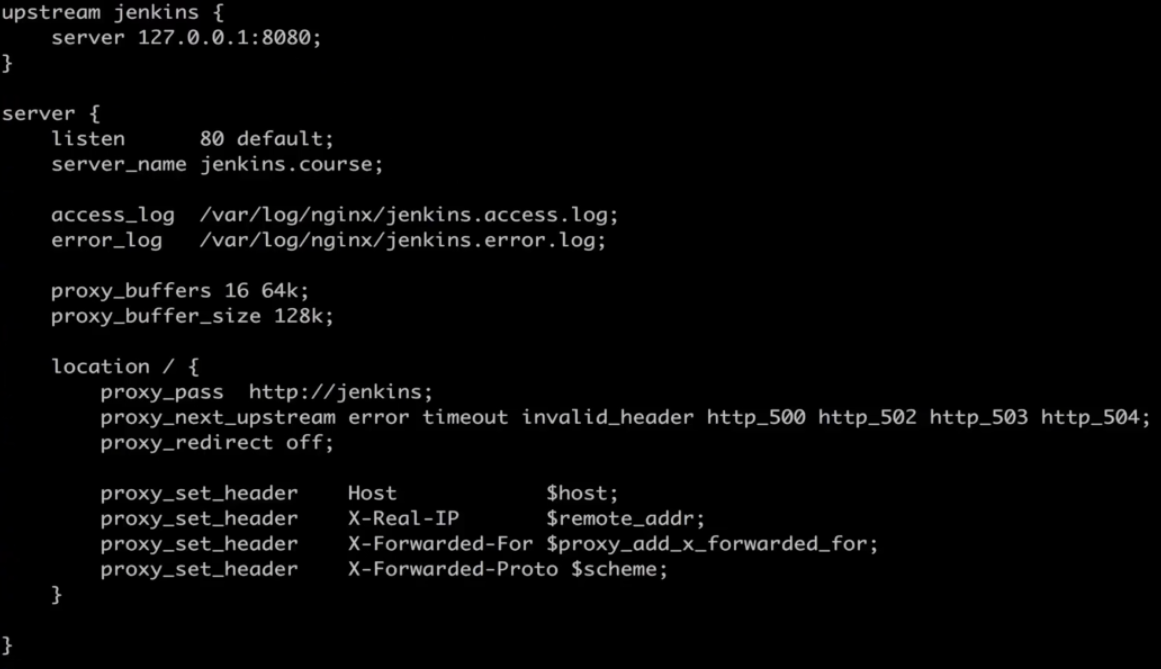 upstream jenkins {
    server 127.0.0.1:8080;
}

server {
    listen      80 default;
    server_name jenkins.course;

    access_log  /var/log/nginx/jenkins.access.log;
    error_log   /var/log/nginx/jenkins.error.log;

    proxy_buffers 16 64k;
    proxy_buffer_size 128k;

    location / {
        proxy_pass  http://jenkins;
        proxy_next_upstream error timeout invalid_header http_500 http_502 http_503 http_504;
        proxy_redirect off;

        proxy_set_header    Host            $host;
        proxy_set_header    X-Real-IP       $remote_addr;
        proxy_set_header    X-Forwarded-For $proxy_add_x_forwarded_for;
        proxy_set_header    X-Forwarded-Proto $scheme;
    }

}